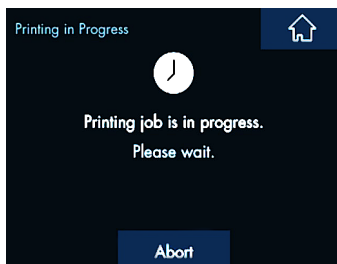 Printing in Progress
Printing job is in progress.
Please wait.
Abort